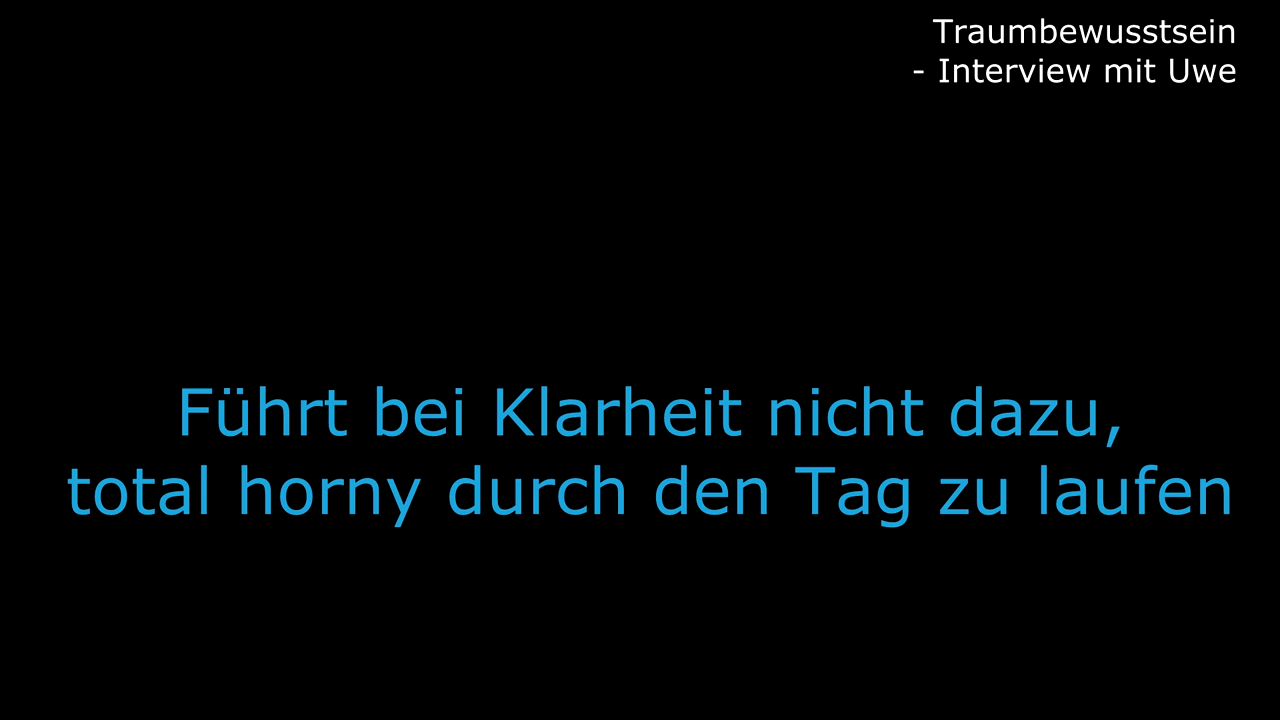 Traumbewusstsein
- Interview mit Uwe
Führt bei Klarheit nicht dazu,
total horny durch den Tag zu laufen